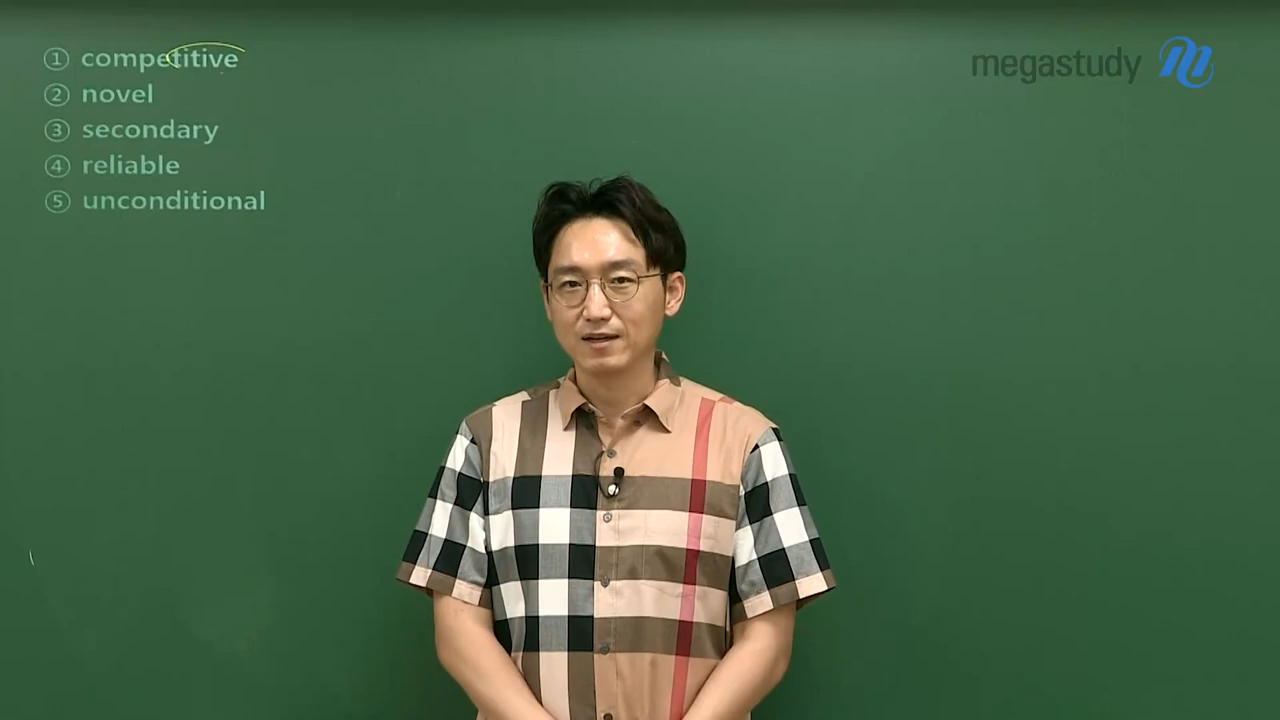 ① competitive
② novel
③ secondary
④ reliable
⑤ unconditional
megastudy